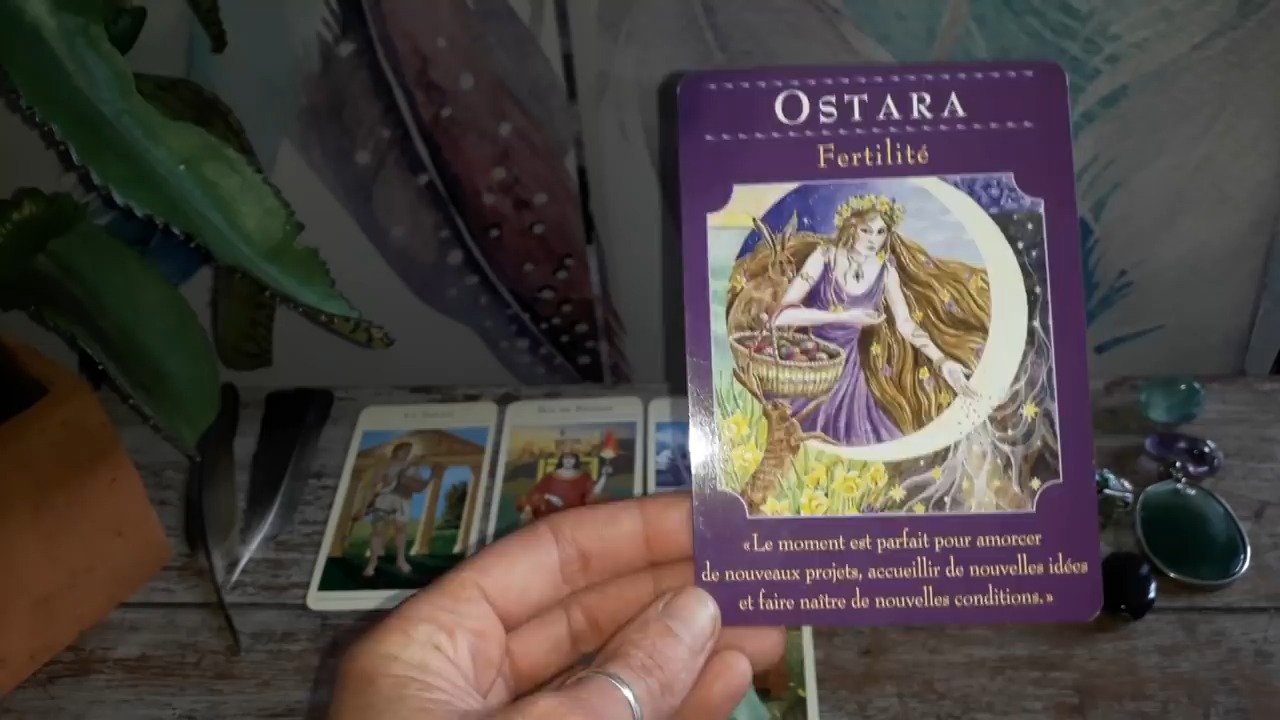 OSTARA
Fertilité
«Le moment est parfait pour amorcer
de nouveaux projets, accueillir de nouvelles idées
et faire naître de nouvelles conditions.»